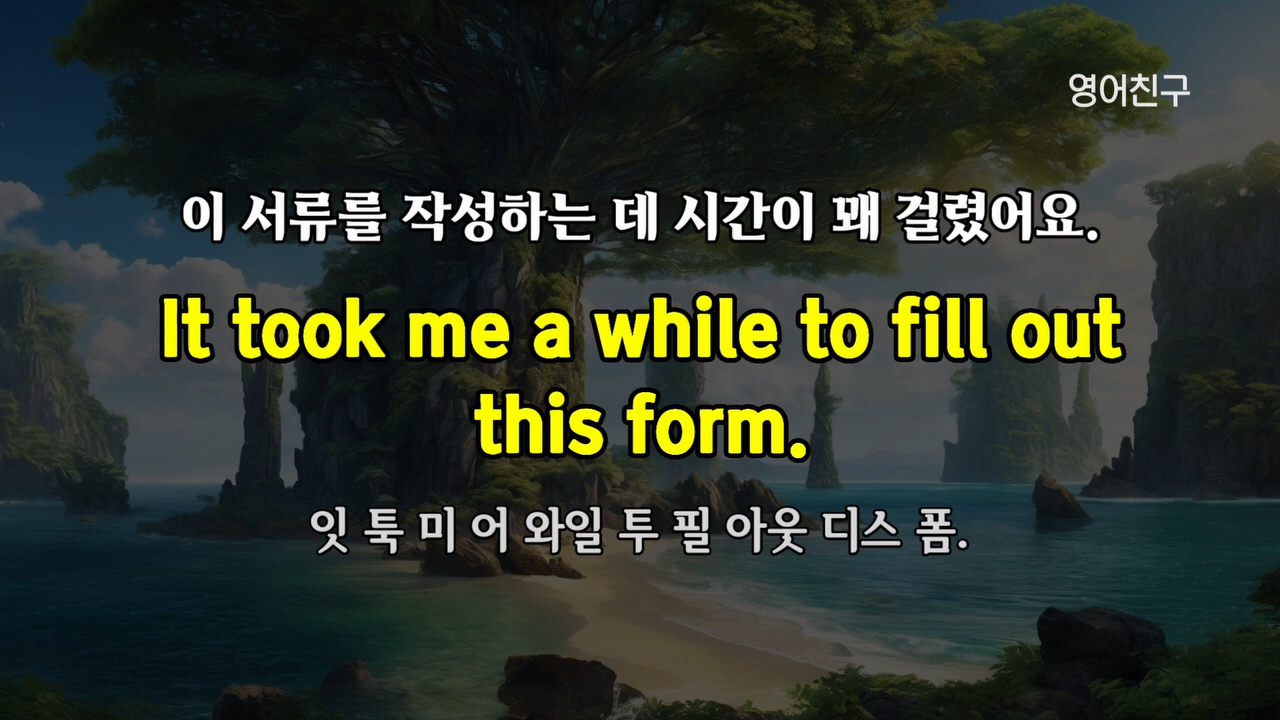 영어친구
이 서류를 작성하는 데 시간이 꽤 걸렸어요.
It took me a while to fill out
this form.
잇 툭 미 어 와일 투 필 아웃 디스 폼.